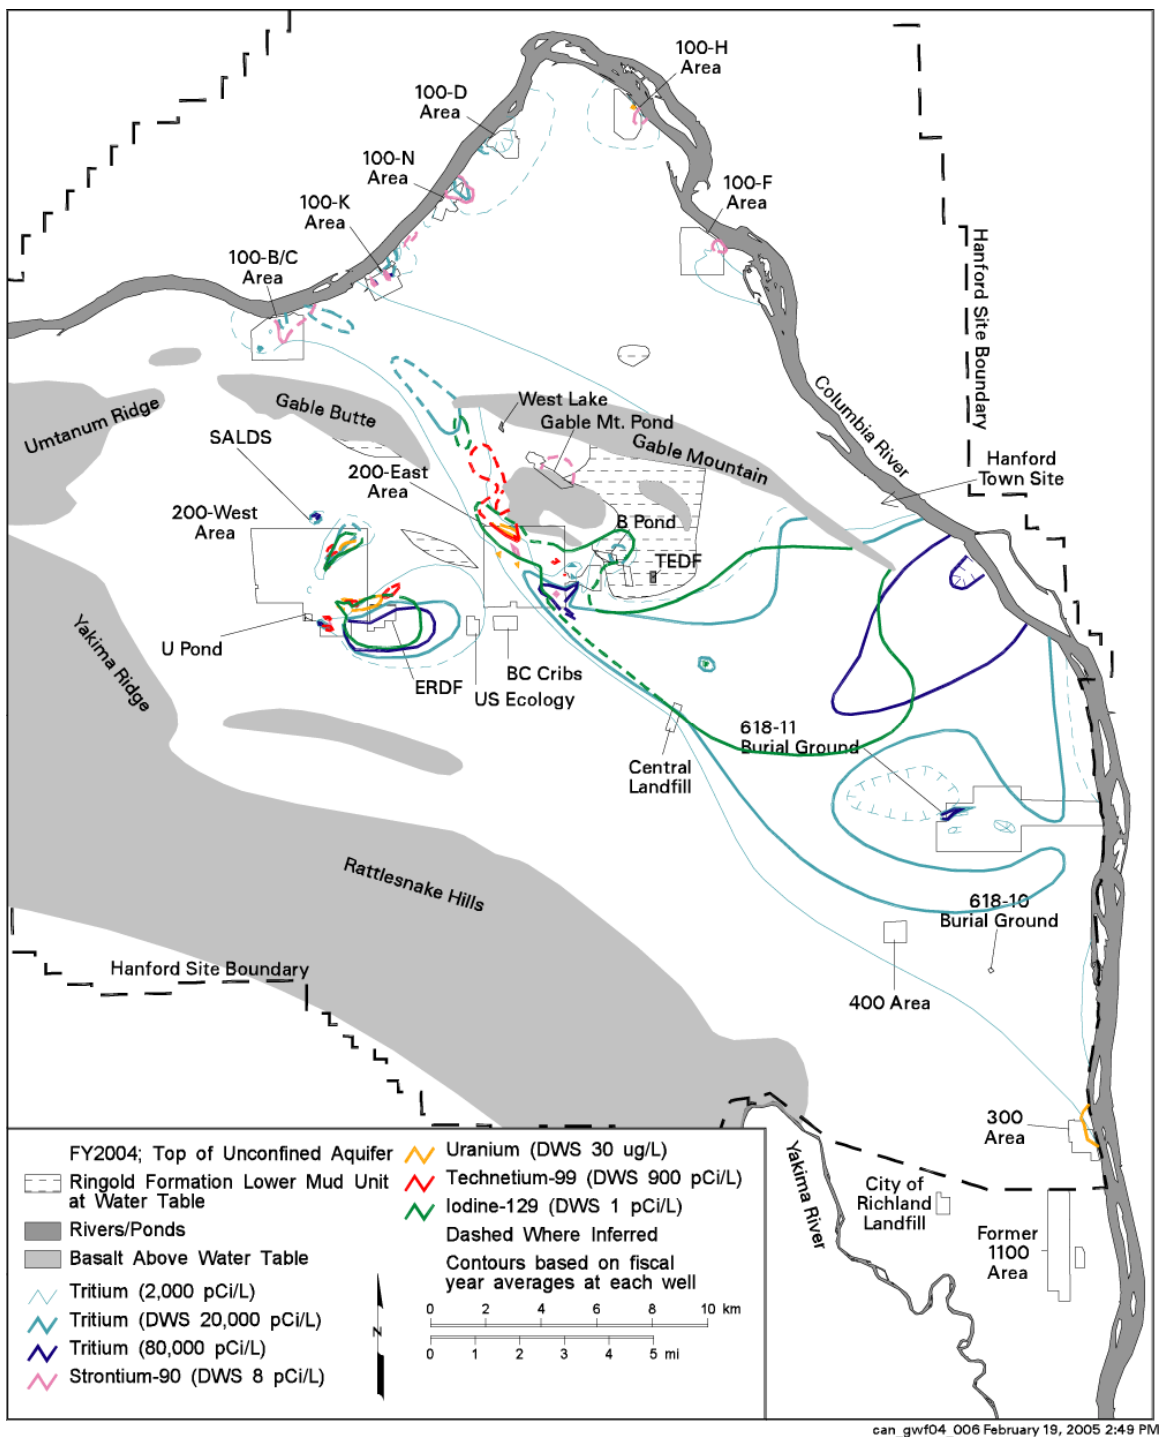 100-H
Area
100-D
Area
100-N
Area
100-K
Area
100-F
Area
100-B/C
Area
Hanford Site Boundary
Columbia River
Umtanum Ridge
Gable Butte
West Lake
Gable Mt. Pond
Gable Mountain
SALDS
200-East
Area
Hanford
Town Site
200-West
Area
B Pond
TEDF
U Pond
Yakima Ridge
ERDF
BC Cribs
US Ecology
618-11
Burial Ground
Central
Landfill
Rattlesnake Hills
618-10
Burial Ground
Hanford Site Boundary
400 Area
300
Area
Yakima River
City of
Richland
Landfill
Former
1100
Area
FY2004; Top of Unconfined Aquifer
Ringold Formation Lower Mud Unit
at Water Table
Rivers/Ponds
Basalt Above Water Table
Tritium (2,000 pCi/L)
Tritium (DWS 20,000 pCi/L)
Tritium (80,000 pCi/L)
Strontium-90 (DWS 8 pCi/L)
Uranium (DWS 30 ug/L)
Technetium-99 (DWS 900 pCi/L)
Iodine-129 (DWS 1 pCi/L)
Dashed Where Inferred
Contours based on fiscal
year averages at each well
0 2 4 6 8 10 km
0 1 2 3 4 5 mi
N
can_gwf04_006 February 19, 2005 2:49 PM